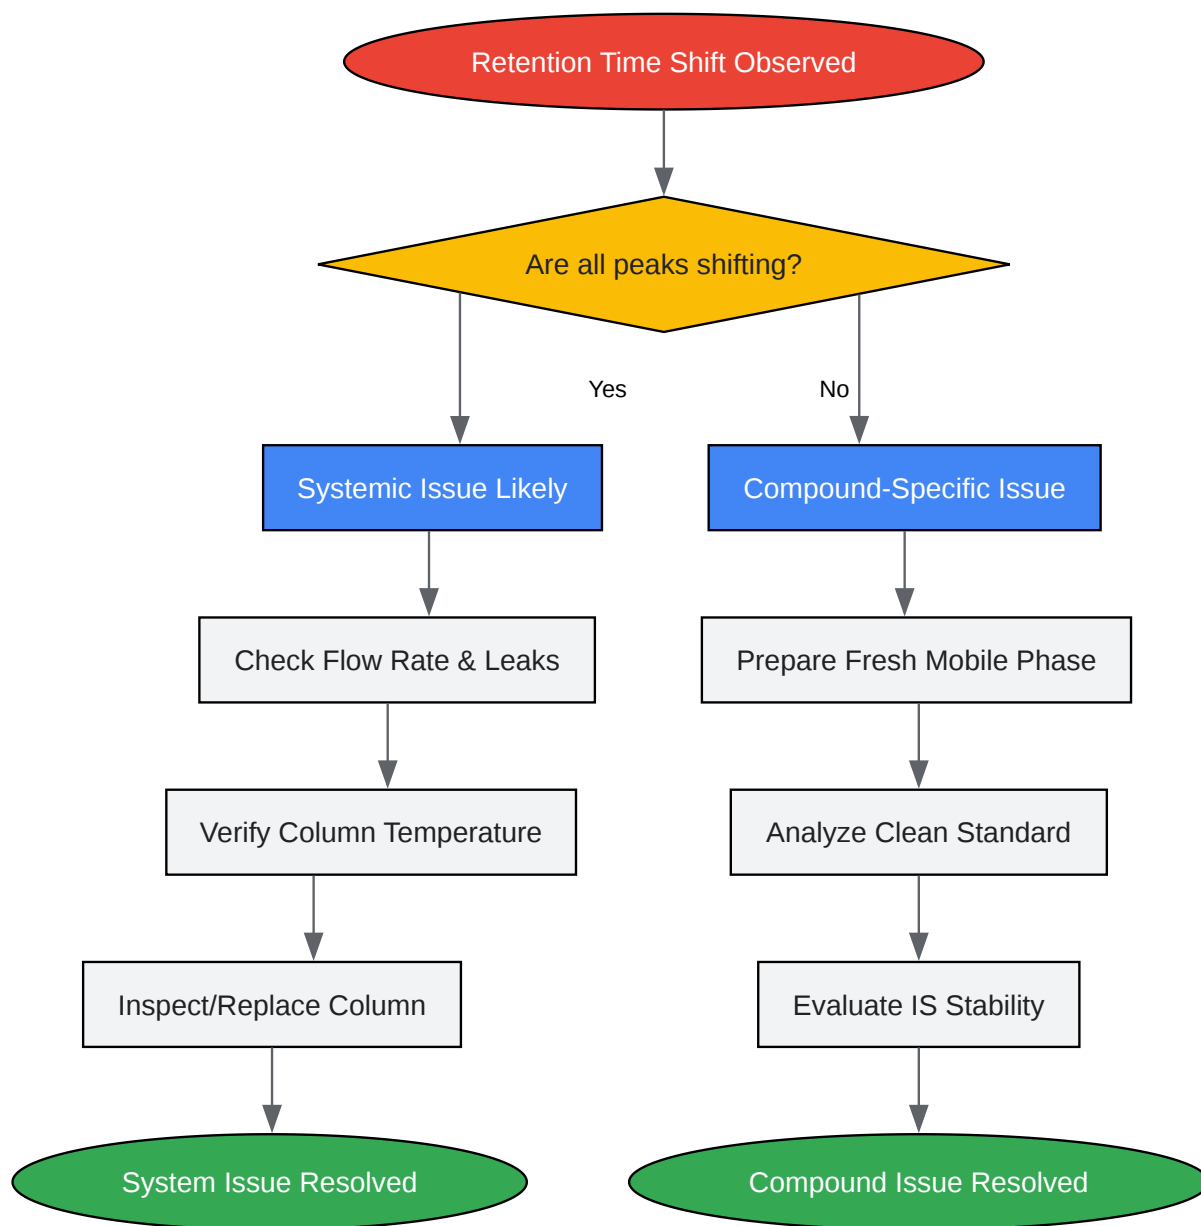 Retention Time Shift Observed
Are all peaks shifting?
Yes
No
Systemic Issue Likely
Compound-Specific Issue
Check Flow Rate & Leaks
Prepare Fresh Mobile Phase
Verify Column Temperature
Analyze Clean Standard
Inspect/Replace Column
Evaluate IS Stability
System Issue Resolved
Compound Issue Resolved